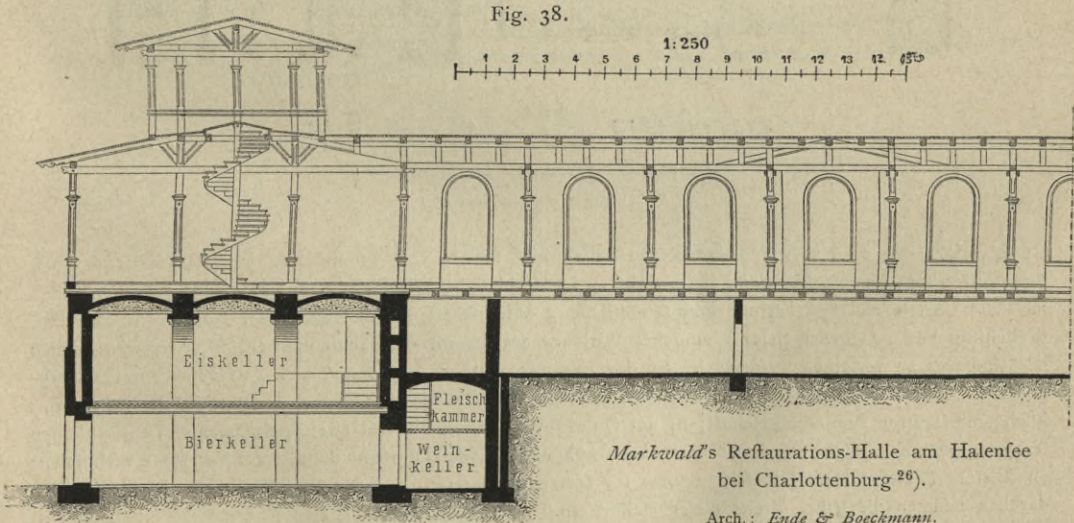 Fig. 38.
1:250
1 2 3 4 5 6 7 8 9 10 11 12 13 14
Eiskeller
Bierkeller
Fleisch
kammer
Wein-
keller
Markwald's Reſtaurations-Halle am Halenſee
bei Charlottenburg ²⁶).
Arch.: Ende & Boeckmann.